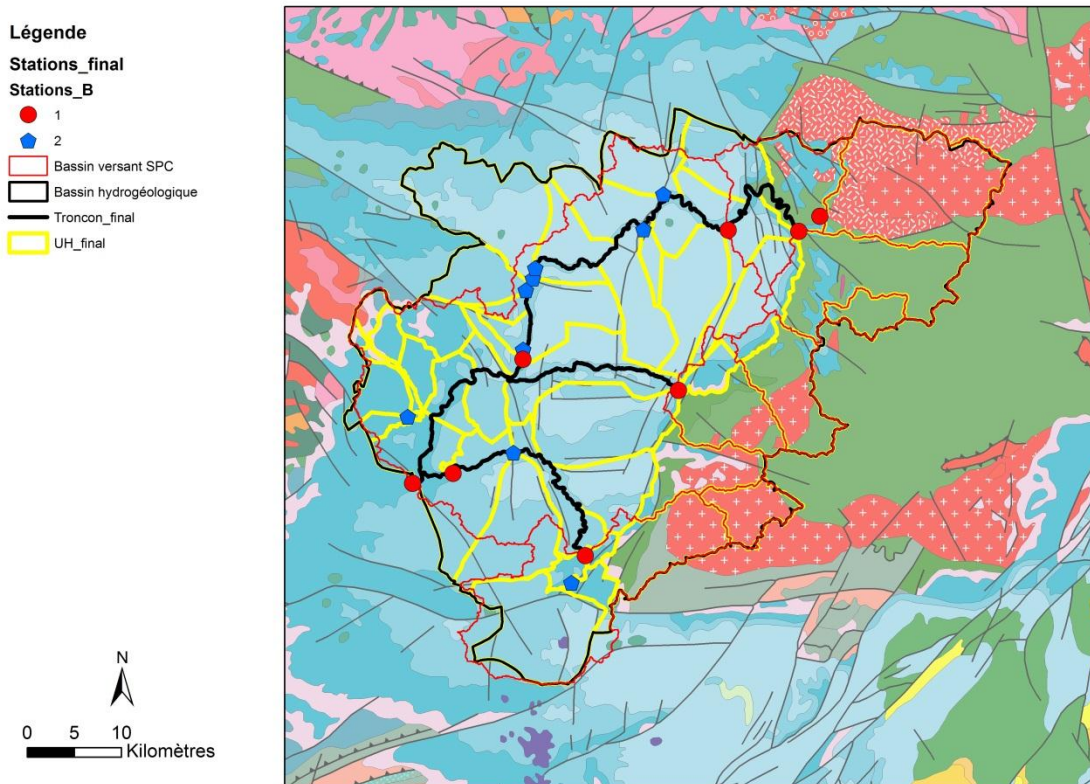 Légende
Stations_final
Stations_B
1
2
Bassin versant SPC
Bassin hydrogéologique
Troncon_final
UH_final
N
0 5 10
Kilomètres